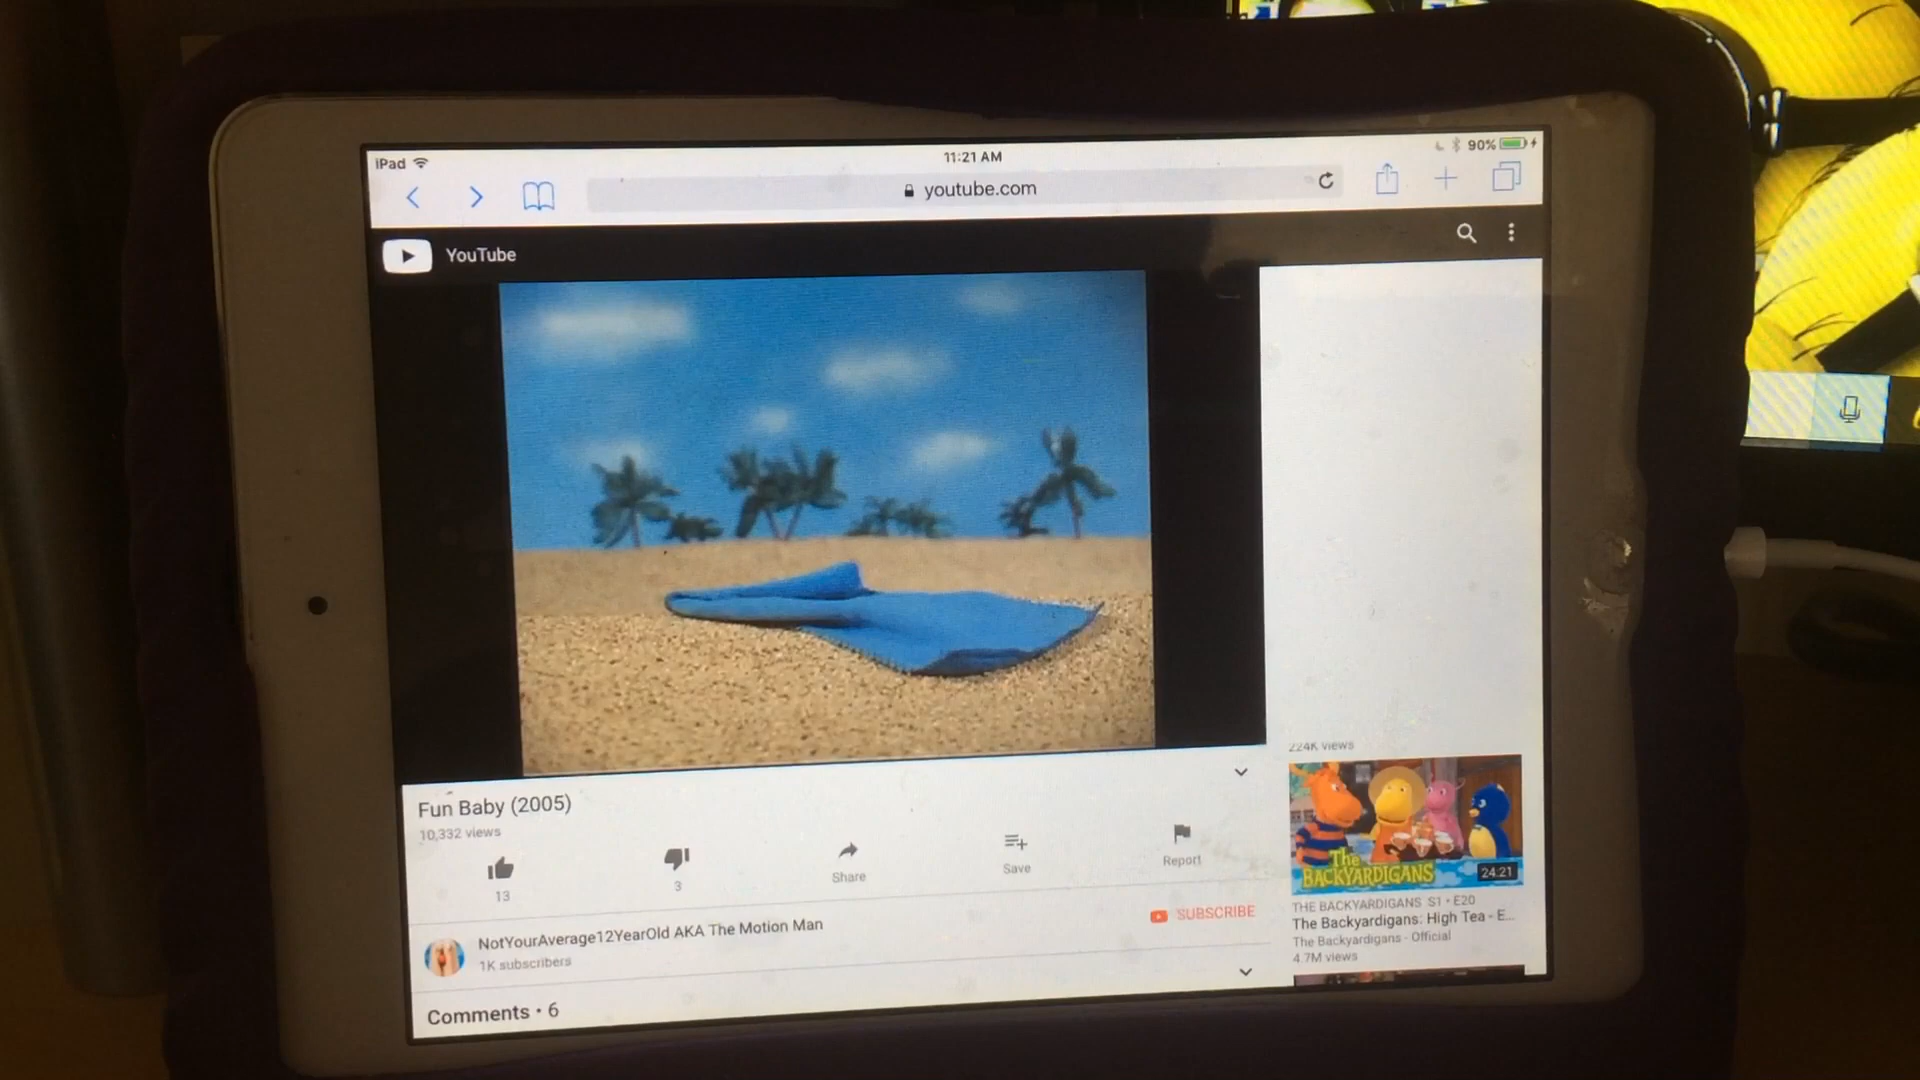 iPad
11:21 AM
90%
youtube.com
YouTube
Fun Baby (2005)
10,332 views
13
3
Share
Save
Report
NotYourAverage12YearOld AKA The Motion Man
1K subscribers
SUBSCRIBE
Comments • 6
224K views
The
BACKYARDIGANS
24:21
THE BACKYARDIGANS S1 • E20
The Backyardigans: High Tea - E...
The Backyardigans - Official
4.7M views